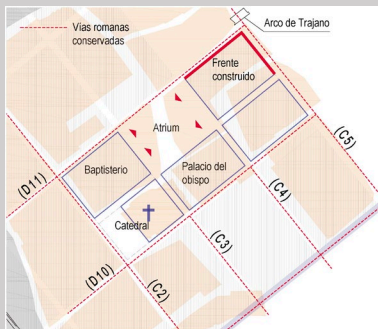 Vías romanas
conservadas
Arco de Trajano
Frente
construido
Atrium
Baptisterio
Palacio del
obispo
Catedral
(D11)
(D10)
(C2)
(C3)
(C4)
(C5)